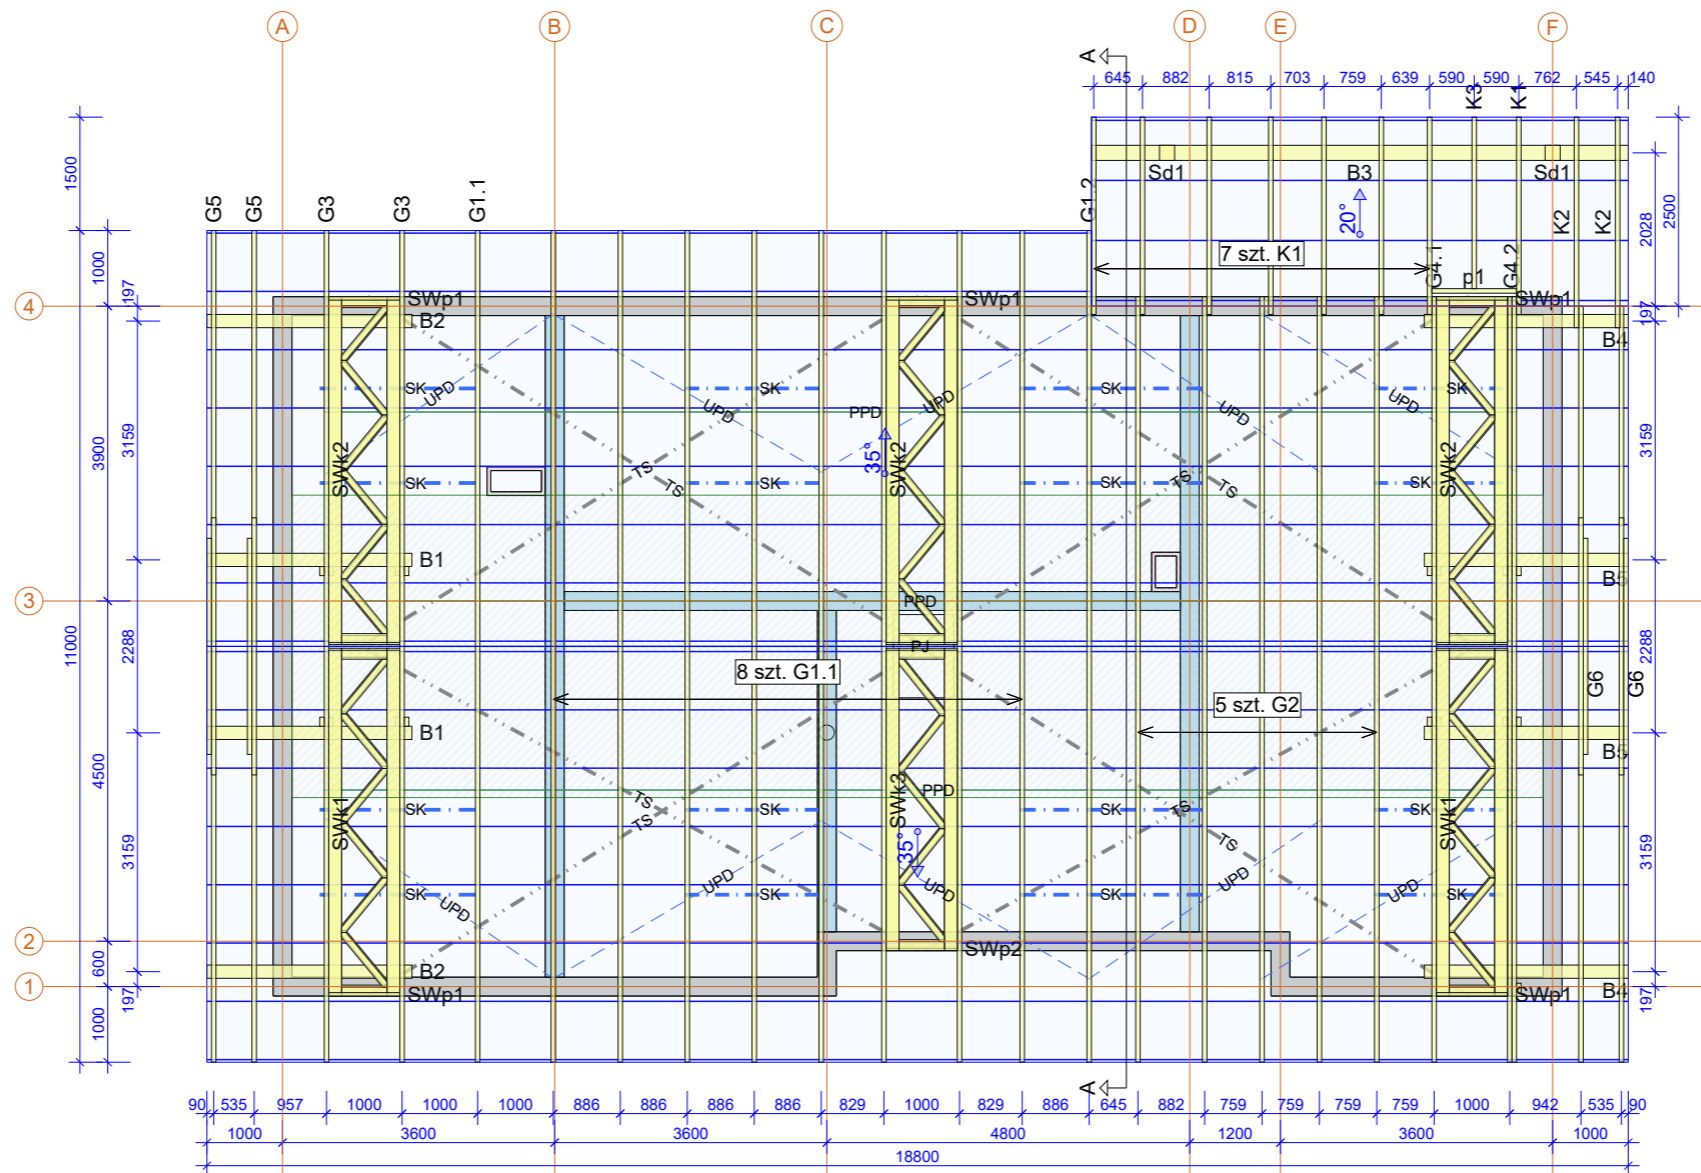 A B C D E F
A
645 882 815 703 759 639 590 590 762 545 140
K3 K1
1500 2500
Sd1 B3 Sd1
G5 G5 G3 G3 G1.1 G1.2
20°
K2 K2
2028
7 szt. K1
G4.1 p1 G4.2
1000
197 SWp1 SWp1 SWp1 197
4
B2 B4
SK SK SK SK
UPD UPD PPD UPD UPD UPD
3900 3159 3159
35°
SWk2 SWk2 SWk2
TS TS TS TS
SK SK SK SK
B1 B5
3
PPD
11000 2288 2288
PJ
8 szt. G1.1
5 szt. G2
G6 G6
B1 B5
4500
PPD
SWk1 SWk3 SWk1
SK TS SK SK TS SK
TS TS
35°
3159 3159
UPD UPD UPD UPD UPD
SK SK SK SK
2
600 SWp2
B2
1
197 SWp1 SWp1 B4 197
1000
A
90 535 957 1000 1000 1000 886 886 886 886 829 1000 829 886 645 882 759 759 759 759 1000 942 535 90
1000 3600 3600 4800 1200 3600 1000
18800